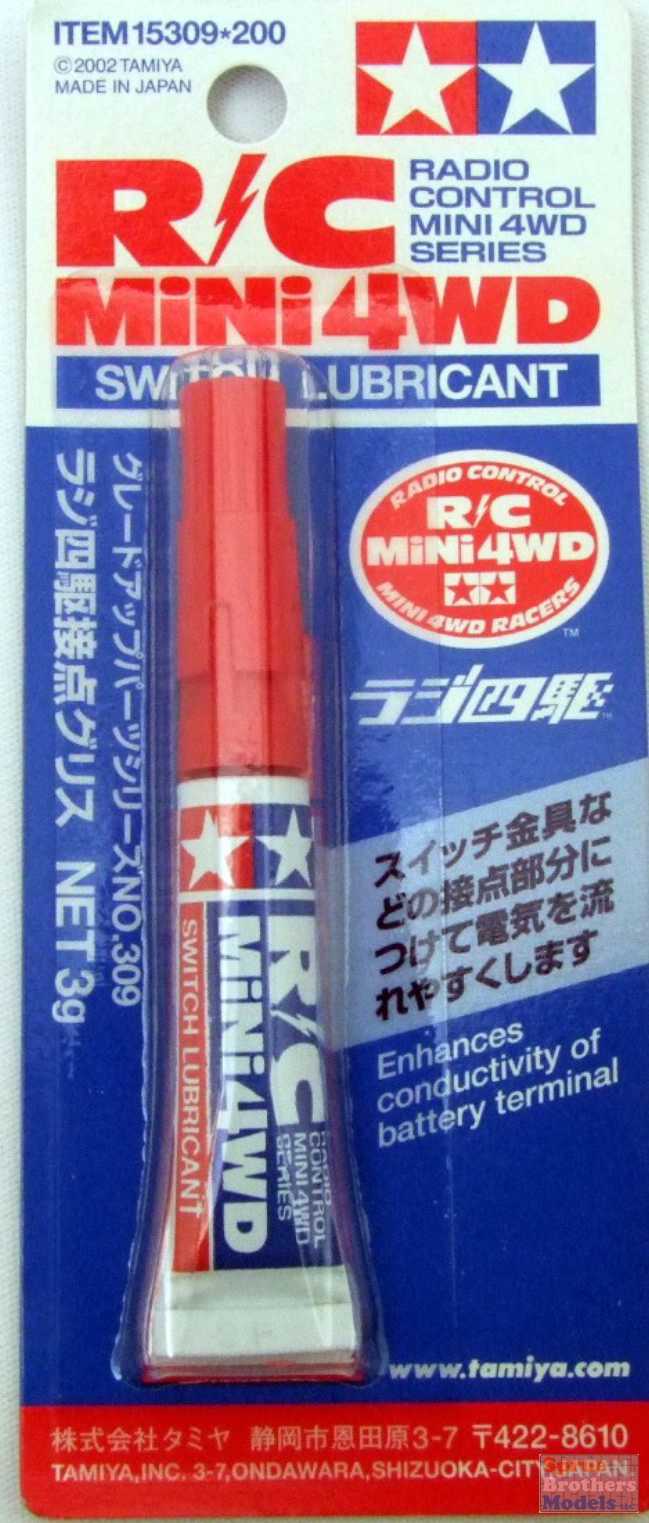 ITEM 15309*200
© 2002 TAMIYA
MADE IN JAPAN
R/C
RADIO
CONTROL
MINI 4WD
SERIES
MiNi4WD
SWITCH LUBRICANT
グレードアップパーツシリーズNO.309
ラジ四駆接点グリス NET 3g
RADIO CONTROL
R/C
MiNi4WD
MINI 4WD RACERS
TM
ラジ四駆
スイッチ金具な
どの接点部分に
つけて電気を流
れやすくします
Enhances
conductivity of
battery terminal
R/C
RADIO
CONTROL
MINI 4WD
SERIES
MiNi4WD
SWITCH LUBRICANT
www.tamiya.com
株式会社タミヤ 静岡市恩田原3-7 〒422-8610
TAMIYA,INC. 3-7,ONDAWARA,SHIZUOKA-CITY,JAPAN
Brothers
Models LLC